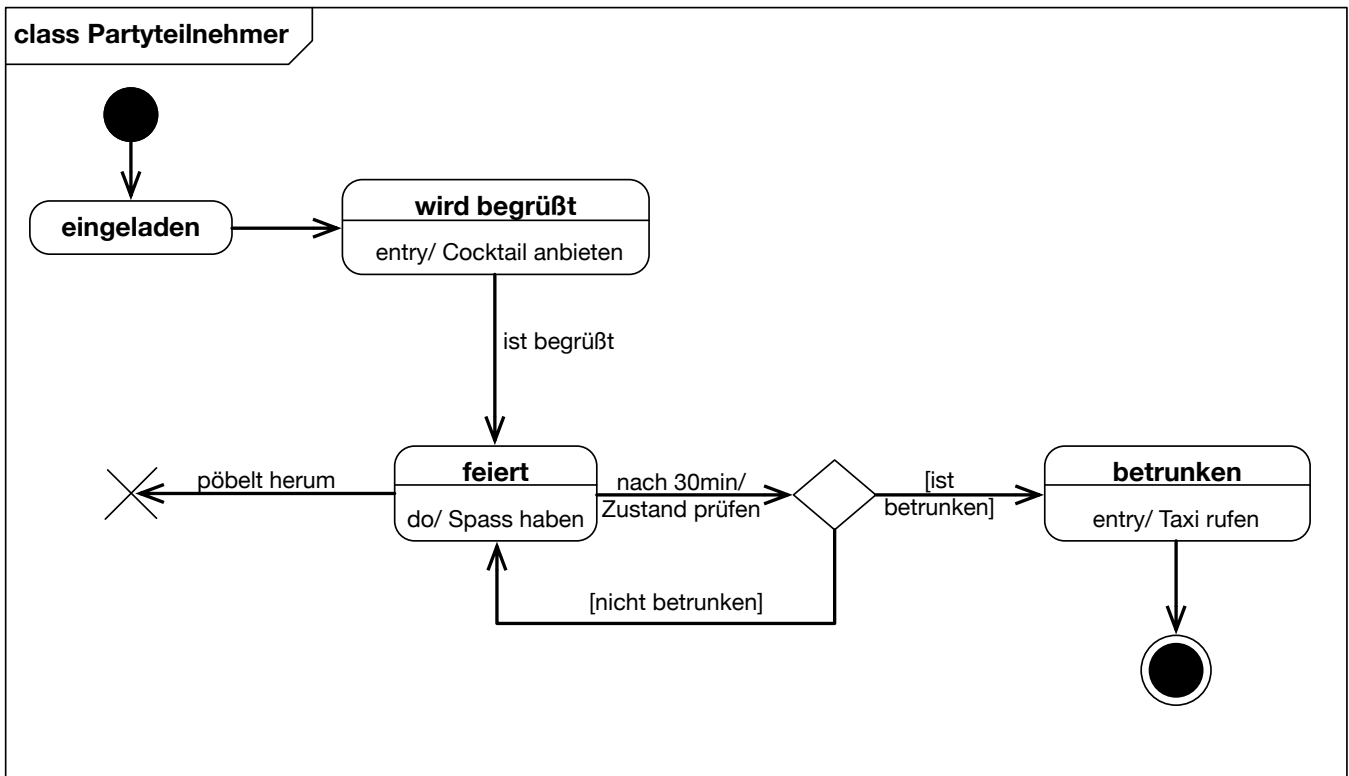 class Partyteilnehmer
eingeladen
wird begrüßt
entry/ Cocktail anbieten
ist begrüßt
pöbelt herum
feiert
do/ Spass haben
nach 30min/
Zustand prüfen
[ist
betrunken]
betrunken
entry/ Taxi rufen
[nicht betrunken]